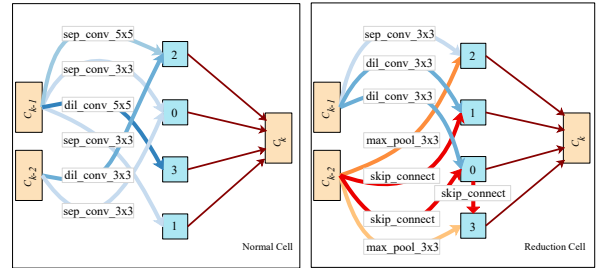 sep_conv_5x5
sep_conv_3x3
dil_conv_5x5
sep_conv_3x3
dil_conv_3x3
sep_conv_3x3
C_{k-1}
C_{k-2}
2
0
3
1
C_k
Normal Cell
sep_conv_3x3
dil_conv_3x3
dil_conv_3x3
max_pool_3x3
skip_connect
skip_connect
skip_connect
max_pool_3x3
C_{k-1}
C_{k-2}
2
1
0
3
C_k
Reduction Cell